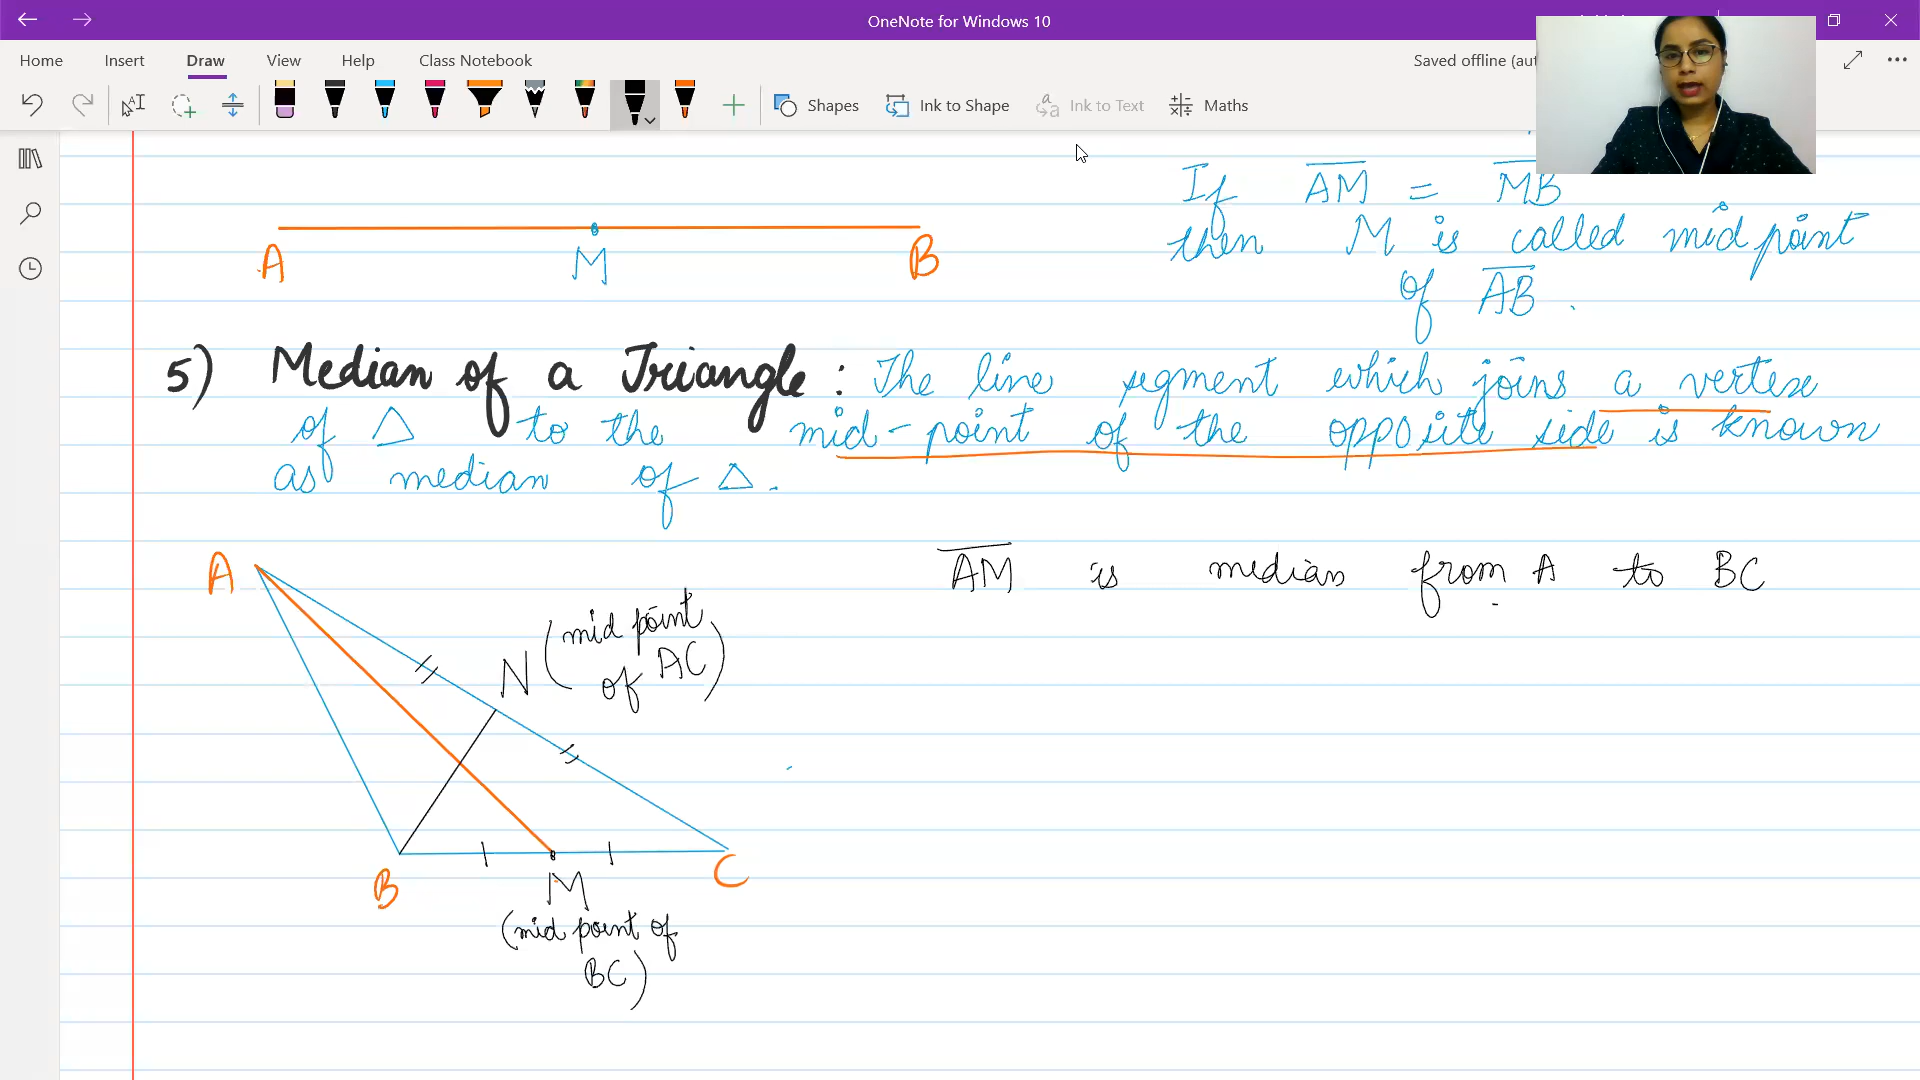 OneNote for Windows 10
Home Insert Draw View Help Class Notebook
Saved offline (aut
Shapes Ink to Shape Ink to Text Maths
If AM = MB
then M is called midpoint
of AB.
A M B
5) Median of a Triangle : The line segment which joins a vertex
of △ to the mid-point of the opposite side is known
as median of △.
A
AM is median from A to BC
N (mid point
of AC)
B
C
M
(mid point of
BC)